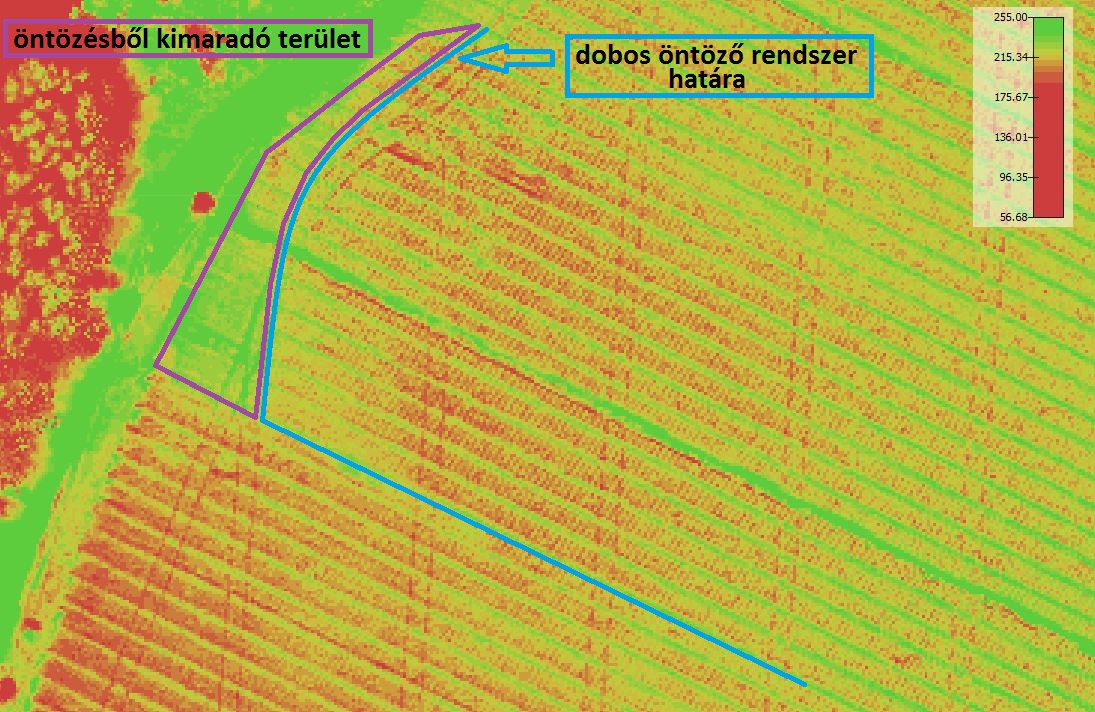 öntözésből kimaradó terület
dobos öntöző rendszer
határa
255.00
215.34
175.67
136.01
96.35
56.68